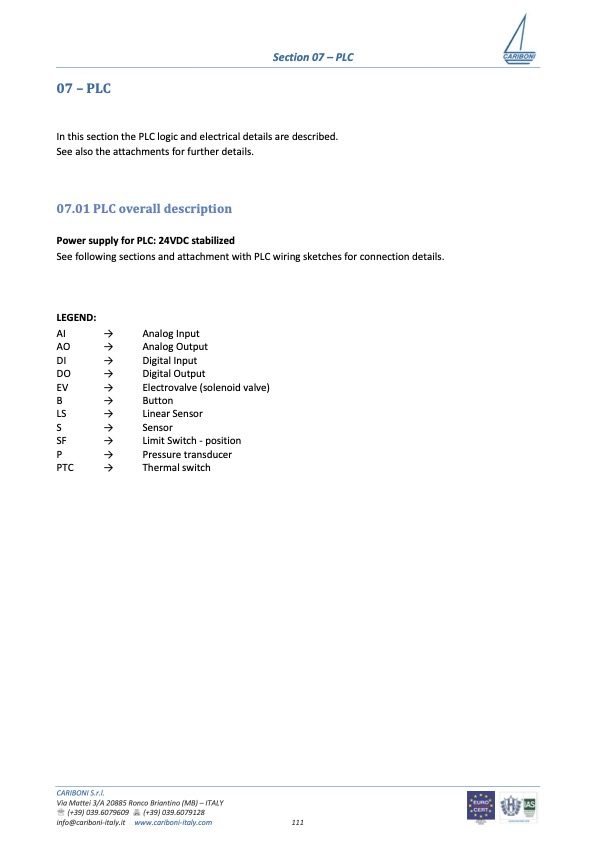 Section 07 – PLC
CARIBONI
07 – PLC
In this section the PLC logic and electrical details are described.
See also the attachments for further details.
07.01 PLC overall description
Power supply for PLC: 24VDC stabilized
See following sections and attachment with PLC wiring sketches for connection details.
LEGEND:
AI → Analog Input
AO → Analog Output
DI → Digital Input
DO → Digital Output
EV → Electrovalve (solenoid valve)
B → Button
LS → Linear Sensor
S → Sensor
SF → Limit Switch - position
P → Pressure transducer
PTC → Thermal switch
CARIBONI S.r.l.
Via Mattei 3/A 20885 Ronco Briantino (MB) – ITALY
(+39) 039.6079609 (+39) 039.6079128
info@cariboni-italy.it www.cariboni-italy.com 111
EURO
CERT
IAS